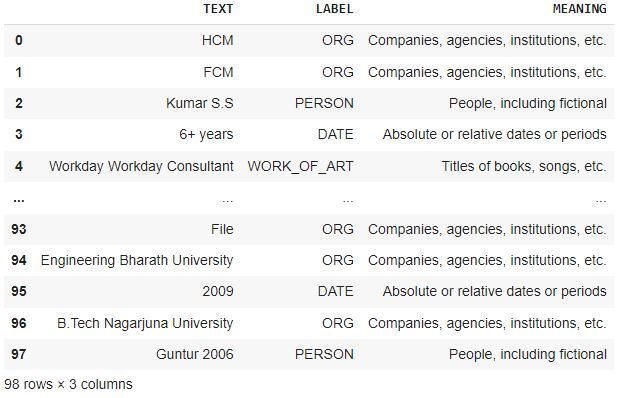 TEXT LABEL MEANING
0 HCM ORG Companies, agencies, institutions, etc.
1 FCM ORG Companies, agencies, institutions, etc.
2 Kumar S.S PERSON People, including fictional
3 6+ years DATE Absolute or relative dates or periods
4 Workday Workday Consultant WORK_OF_ART Titles of books, songs, etc.
... ... ... ...
93 File ORG Companies, agencies, institutions, etc.
94 Engineering Bharath University ORG Companies, agencies, institutions, etc.
95 2009 DATE Absolute or relative dates or periods
96 B.Tech Nagarjuna University ORG Companies, agencies, institutions, etc.
97 Guntur 2006 PERSON People, including fictional
98 rows × 3 columns